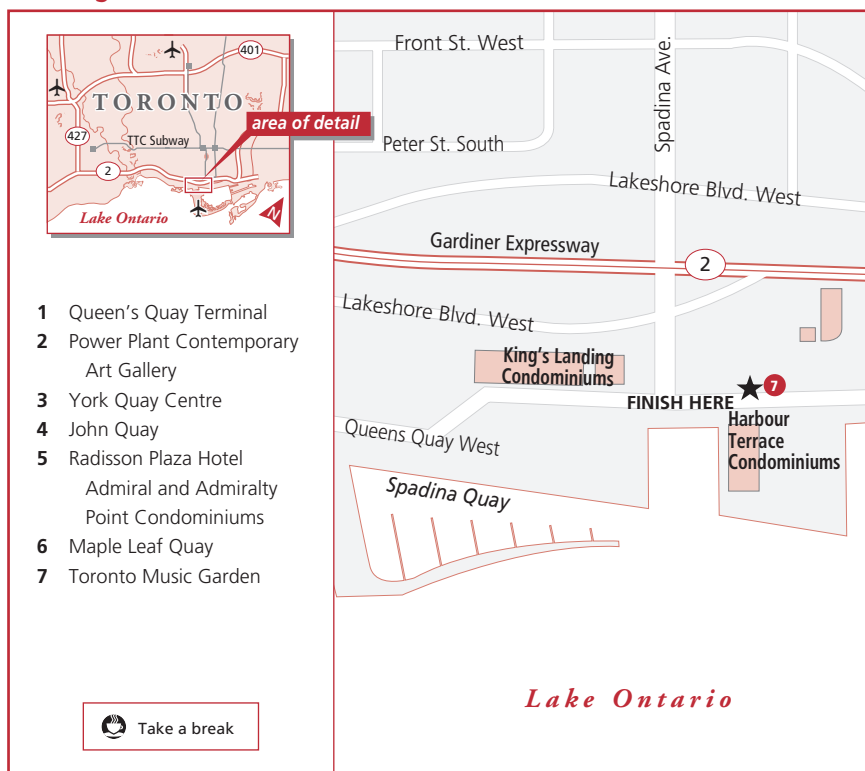 401
TORONTO
area of detail
427
TTC Subway
2
Lake Ontario
N
1 Queen's Quay Terminal
2 Power Plant Contemporary
Art Gallery
3 York Quay Centre
4 John Quay
5 Radisson Plaza Hotel
Admiral and Admiralty
Point Condominiums
6 Maple Leaf Quay
7 Toronto Music Garden
Take a break
Front St. West
Spadina Ave.
Peter St. South
Lakeshore Blvd. West
Gardiner Expressway
2
Lakeshore Blvd. West
King's Landing
Condominiums
7
FINISH HERE
Harbour
Terrace
Condominiums
Queens Quay West
Spadina Quay
Lake Ontario